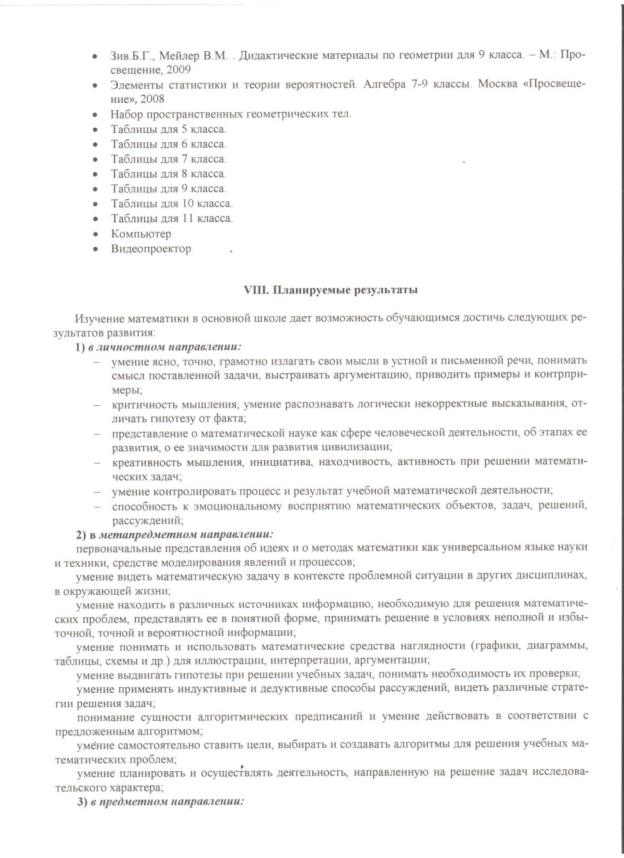 • Зив.Б.Г., Мейлер В.М. . Дидактические материалы по геометрии для 9 класса. – М.: Про-
свещение, 2009
• Элементы статистики и теории вероятностей. Алгебра 7-9 классы. Москва «Просвеще-
ние», 2008
• Набор пространственных геометрических тел.
• Таблицы для 5 класса.
• Таблицы для 6 класса.
• Таблицы для 7 класса.
• Таблицы для 8 класса.
• Таблицы для 9 класса.
• Таблицы для 10 класса.
• Таблицы для 11 класса.
• Компьютер
• Видеопроектор
VIII. Планируемые результаты
Изучение математики в основной школе дает возможность обучающимся достичь следующих ре-
зультатов развития:
1) в личностном направлении:
– умение ясно, точно, грамотно излагать свои мысли в устной и письменной речи, понимать
смысл поставленной задачи, выстраивать аргументацию, приводить примеры и контрпри-
меры;
– критичность мышления, умение распознавать логически некорректные высказывания, от-
личать гипотезу от факта;
– представление о математической науке как сфере человеческой деятельности, об этапах ее
развития, о ее значимости для развития цивилизации;
– креативность мышления, инициатива, находчивость, активность при решении математи-
ческих задач;
– умение контролировать процесс и результат учебной математической деятельности;
– способность к эмоциональному восприятию математических объектов, задач, решений,
рассуждений;
2) в метапредметном направлении:
первоначальные представления об идеях и о методах математики как универсальном языке науки
и техники, средстве моделирования явлений и процессов;
умение видеть математическую задачу в контексте проблемной ситуации в других дисциплинах,
в окружающей жизни;
умение находить в различных источниках информацию, необходимую для решения математиче-
ских проблем, представлять ее в понятной форме, принимать решение в условиях неполной и избы-
точной, точной и вероятностной информации;
умение понимать и использовать математические средства наглядности (графики, диаграммы,
таблицы, схемы и др.) для иллюстрации, интерпретации, аргументации;
умение выдвигать гипотезы при решении учебных задач, понимать необходимость их проверки;
умение применять индуктивные и дедуктивные способы рассуждений, видеть различные страте-
гии решения задач;
понимание сущности алгоритмических предписаний и умение действовать в соответствии с
предложенным алгоритмом;
умение самостоятельно ставить цели, выбирать и создавать алгоритмы для решения учебных ма-
тематических проблем;
умение планировать и осуществлять деятельность, направленную на решение задач исследова-
тельского характера;
3) в предметном направлении: